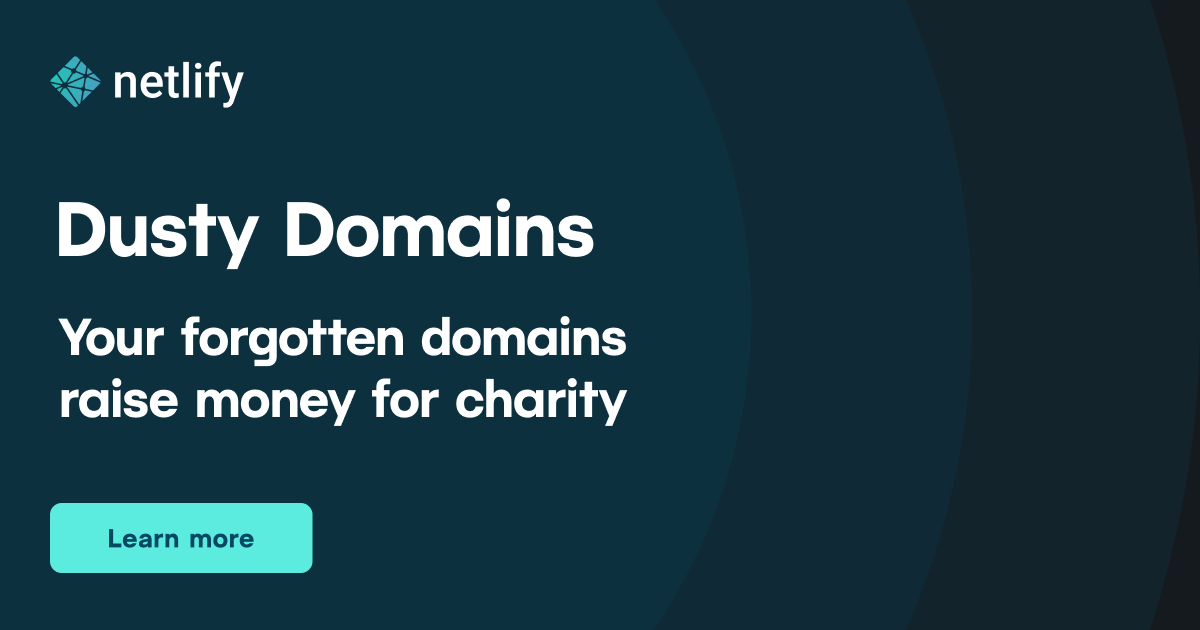 netlify
Dusty Domains
Your forgotten domains
raise money for charity
Learn more